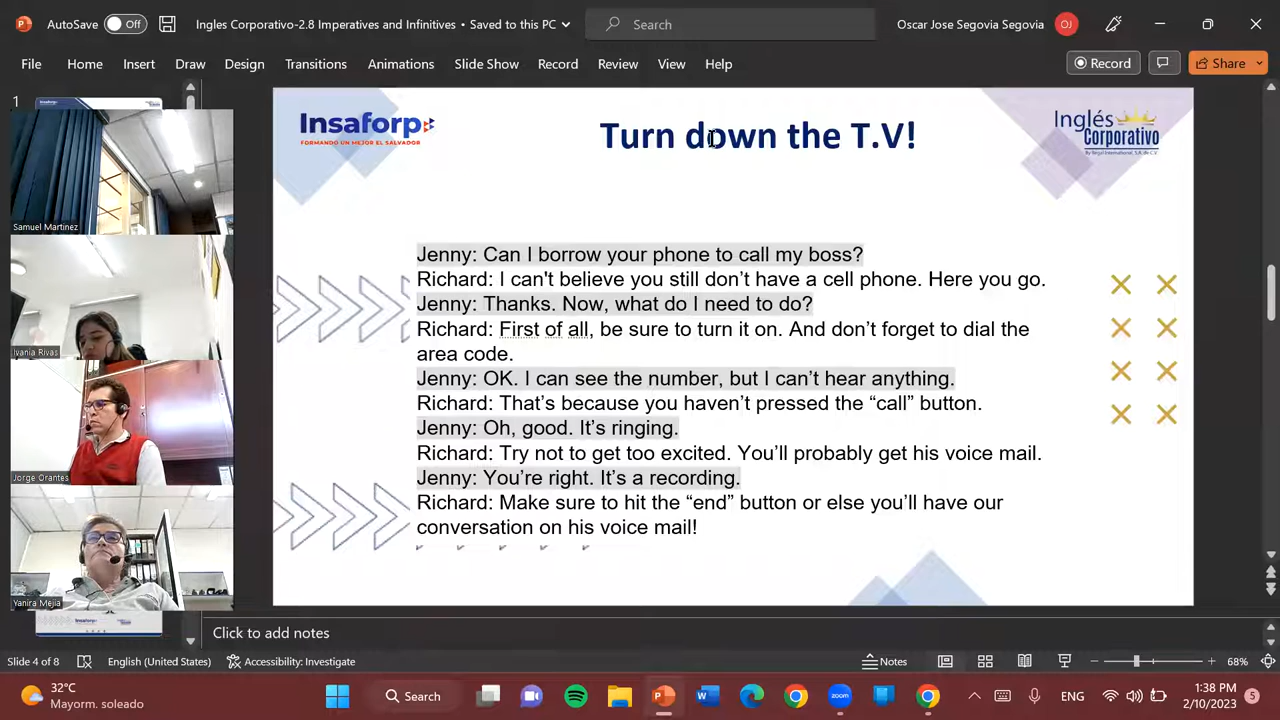 AutoSave Off Ingles Corporativo-2.8 Imperatives and Infinitives • Saved to this PC Search Oscar Jose Segovia Segovia OJ
File Home Insert Draw Design Transitions Animations Slide Show Record Review View Help Record Share
1
Samuel Martinez
Ivania Rivas
Jorge Orantes
Yanira Mejia
Insaforp
FORMANDO UN MEJOR EL SALVADOR
Turn down the T.V!
Inglés
Corporativo
By Regal International, S.A. de C.V.
Jenny: Can I borrow your phone to call my boss?
Richard: I can't believe you still don’t have a cell phone. Here you go.
Jenny: Thanks. Now, what do I need to do?
Richard: First of all, be sure to turn it on. And don’t forget to dial the
area code.
Jenny: OK. I can see the number, but I can’t hear anything.
Richard: That’s because you haven’t pressed the “call” button.
Jenny: Oh, good. It’s ringing.
Richard: Try not to get too excited. You’ll probably get his voice mail.
Jenny: You’re right. It’s a recording.
Richard: Make sure to hit the “end” button or else you’ll have our
conversation on his voice mail!
Click to add notes
Slide 4 of 8 English (United States) Accessibility: Investigate Notes 68%
32°C
Mayorm. soleado
Search
zoom
ENG
1:38 PM
2/10/2023
5